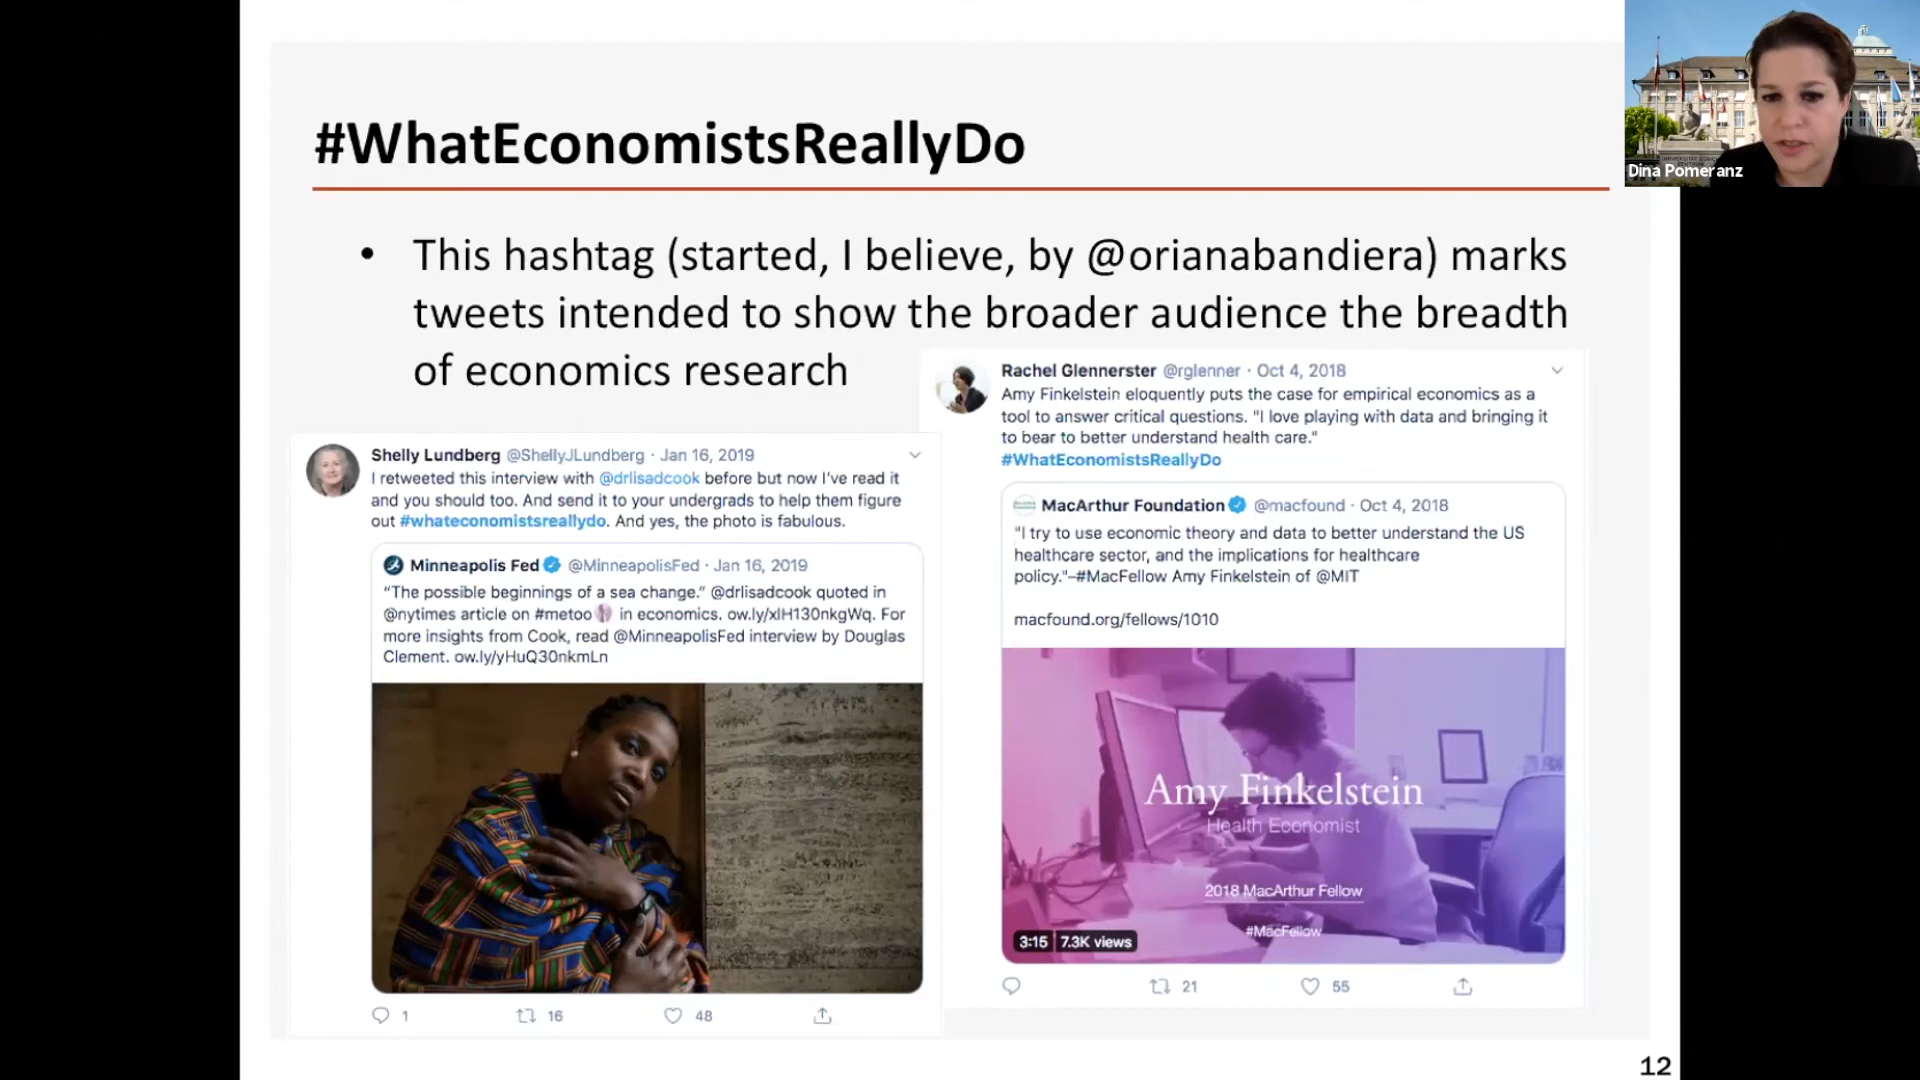 #WhatEconomistsReallyDo
Dina Pomeranz
• This hashtag (started, I believe, by @orianabandiera) marks
tweets intended to show the broader audience the breadth
of economics research
Shelly Lundberg @ShellyJLundberg · Jan 16, 2019
I retweeted this interview with @drlisadcook before but now I've read it
and you should too. And send it to your undergrads to help them figure
out #whateconomistsreallydo. And yes, the photo is fabulous.
Minneapolis Fed @MinneapolisFed · Jan 16, 2019
“The possible beginnings of a sea change.” @drlisadcook quoted in
@nytimes article on #metoo in economics. ow.ly/xlH130nkgWq. For
more insights from Cook, read @MinneapolisFed interview by Douglas
Clement. ow.ly/yHuQ30nkmLn
1 16 48
Rachel Glennerster @rglenner · Oct 4, 2018
Amy Finkelstein eloquently puts the case for empirical economics as a
tool to answer critical questions. "I love playing with data and bringing it
to bear to better understand health care."
#WhatEconomistsReallyDo
MacArthur Foundation @macfound · Oct 4, 2018
"I try to use economic theory and data to better understand the US
healthcare sector, and the implications for healthcare
policy."–#MacFellow Amy Finkelstein of @MIT
macfound.org/fellows/1010
Amy Finkelstein
Health Economist
2018 MacArthur Fellow
#MacFellow
3:15 7.3K views
21 55
12